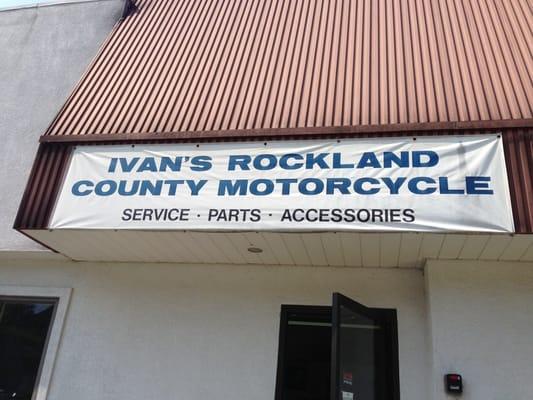 IVAN'S ROCKLAND
COUNTY MOTORCYCLE
SERVICE · PARTS · ACCESSORIES